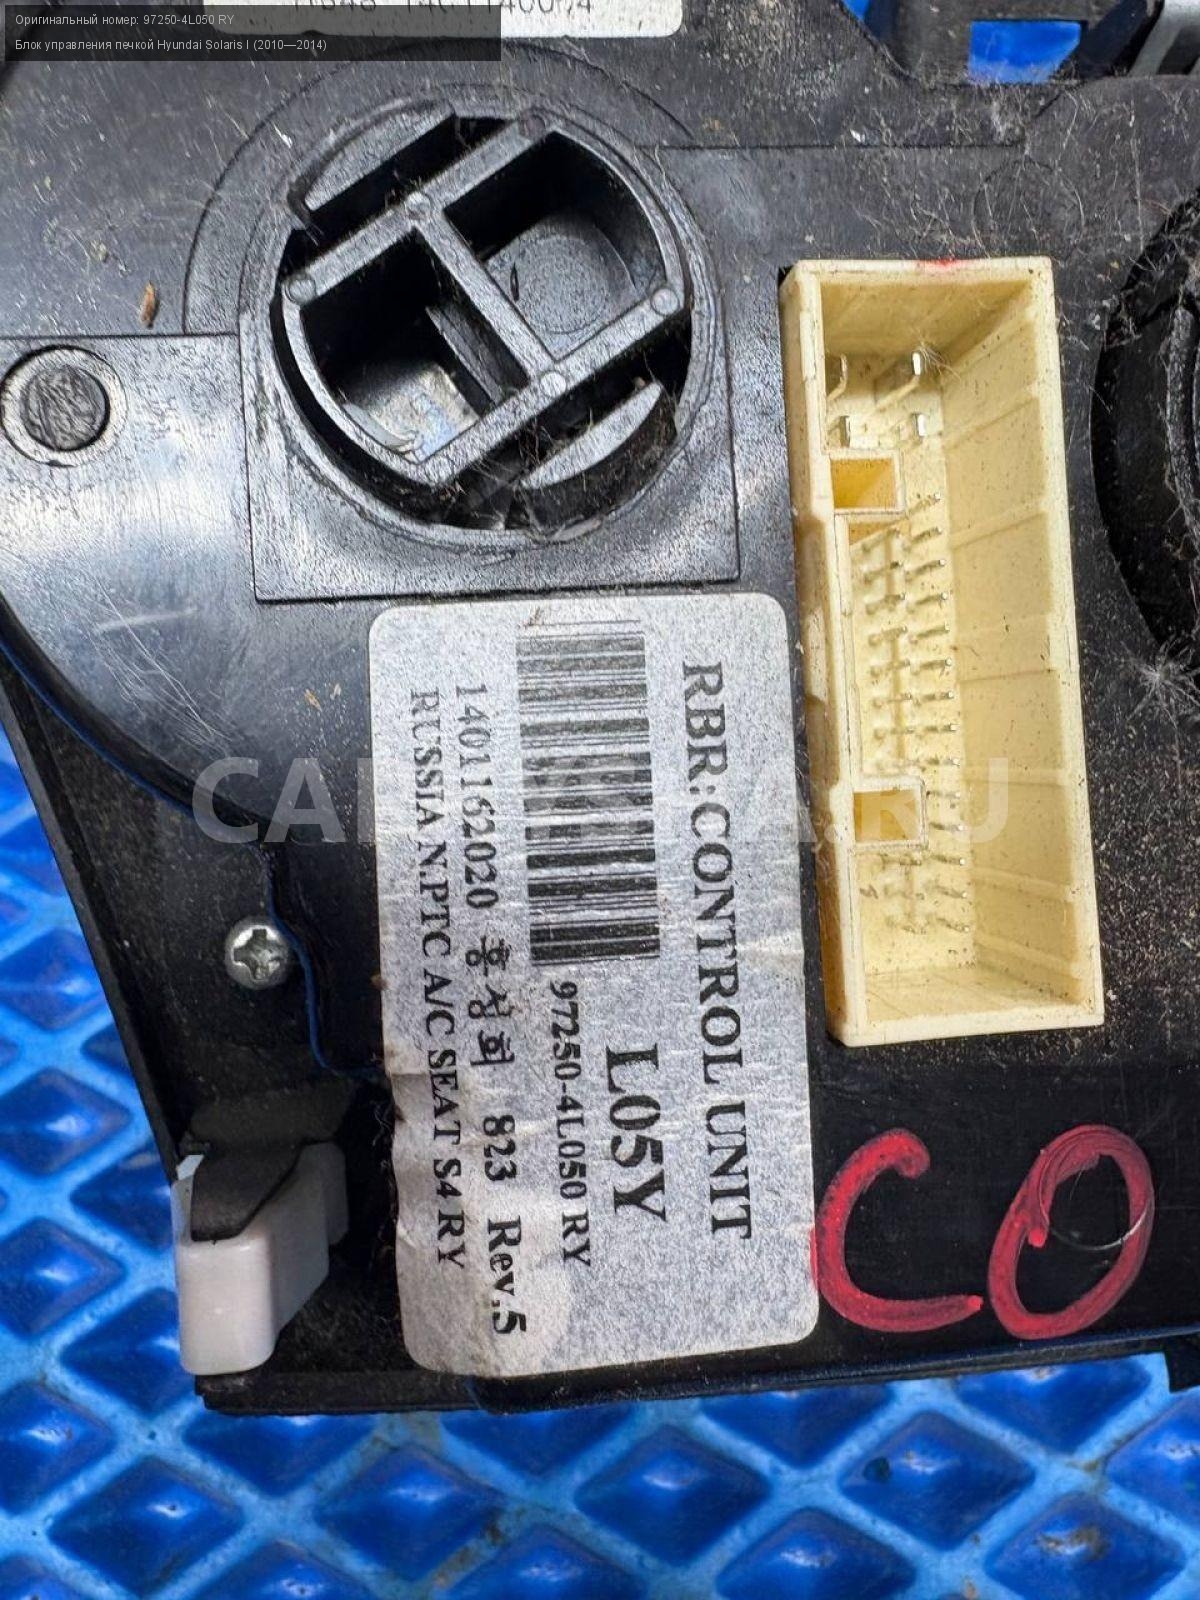 Оригинальный номер: 97250-4L050 RY
Блок управления печкой Hyundai Solaris I (2010—2014)
RBR:CONTROL UNIT
L05Y
97250-4L050 RY
1401162020 홍성희 823 Rev.5
RUSSIA N.PTC A/C SEAT S4 RY
CO